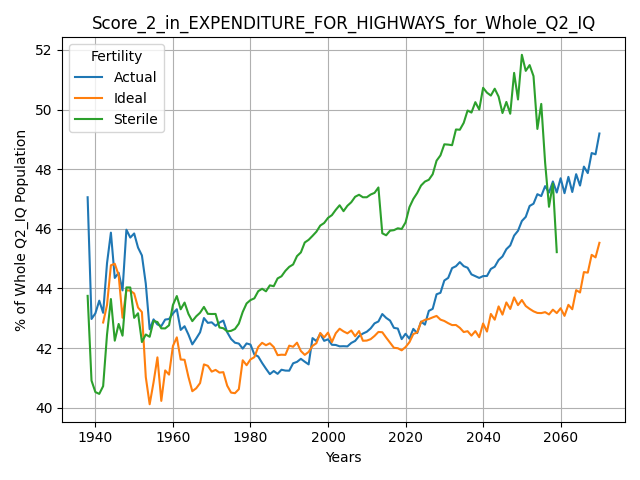 Score_2_in_EXPENDITURE_FOR_HIGHWAYS_for_Whole_Q2_IQ
Fertility
Actual
Ideal
Sterile
52
50
48
46
44
42
40
% of Whole Q2_IQ Population
1940 1960 1980 2000 2020 2040 2060
Years